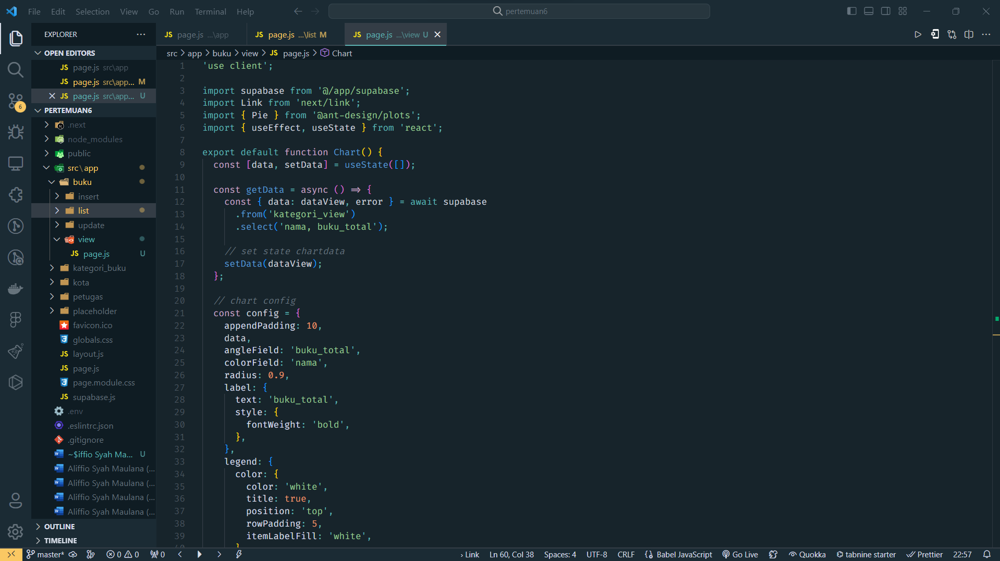 File Edit Selection View Go Run Terminal Help
pertemuan6
EXPLORER
OPEN EDITORS
JS page.js src\app
JS page.js src\app... M
JS page.js src\app... U
PERTEMUAN6
.next
node_modules
public
src\app
buku
insert
list
update
view
JS page.js U
kategori_buku
kota
petugas
placeholder
favicon.ico
globals.css
JS layout.js
JS page.js
page.module.css
JS supabase.js
.env
.eslintrc.json
.gitignore
~$iffio Syah Ma... U
Aliffio Syah Maulana (...
Aliffio Syah Maulana (...
Aliffio Syah Maulana (...
Aliffio Syah Maulana (...
OUTLINE
TIMELINE
6
JS page.js ...\app
JS page.js ...\list M
JS page.js ...\view U
src > app > buku > view > JS page.js > Chart
1 'use client';
2
3 import supabase from '@/app/supabase';
4 import Link from 'next/link';
5 import { Pie } from '@ant-design/plots';
6 import { useEffect, useState } from 'react';
7
8 export default function Chart() {
9 const [data, setData] = useState([]);
10
11 const getData = async () => {
12 const { data: dataView, error } = await supabase
13 .from('kategori_view')
14 .select('nama, buku_total');
15
16 // set state chartdata
17 setData(dataView);
18 };
19
20 // chart config
21 const config = {
22 appendPadding: 10,
23 data,
24 angleField: 'buku_total',
25 colorField: 'nama',
26 radius: 0.9,
27 label: {
28 text: 'buku_total',
29 style: {
30 fontWeight: 'bold',
31 },
32 },
33 legend: {
34 color: {
35 color: 'white',
36 title: true,
37 position: 'top',
38 rowPadding: 5,
39 itemLabelFill: 'white',
master* 0 0 0 › Link Ln 60, Col 38 Spaces: 4 UTF-8 CRLF Babel JavaScript Go Live Quokka tabnine starter Prettier 22:57